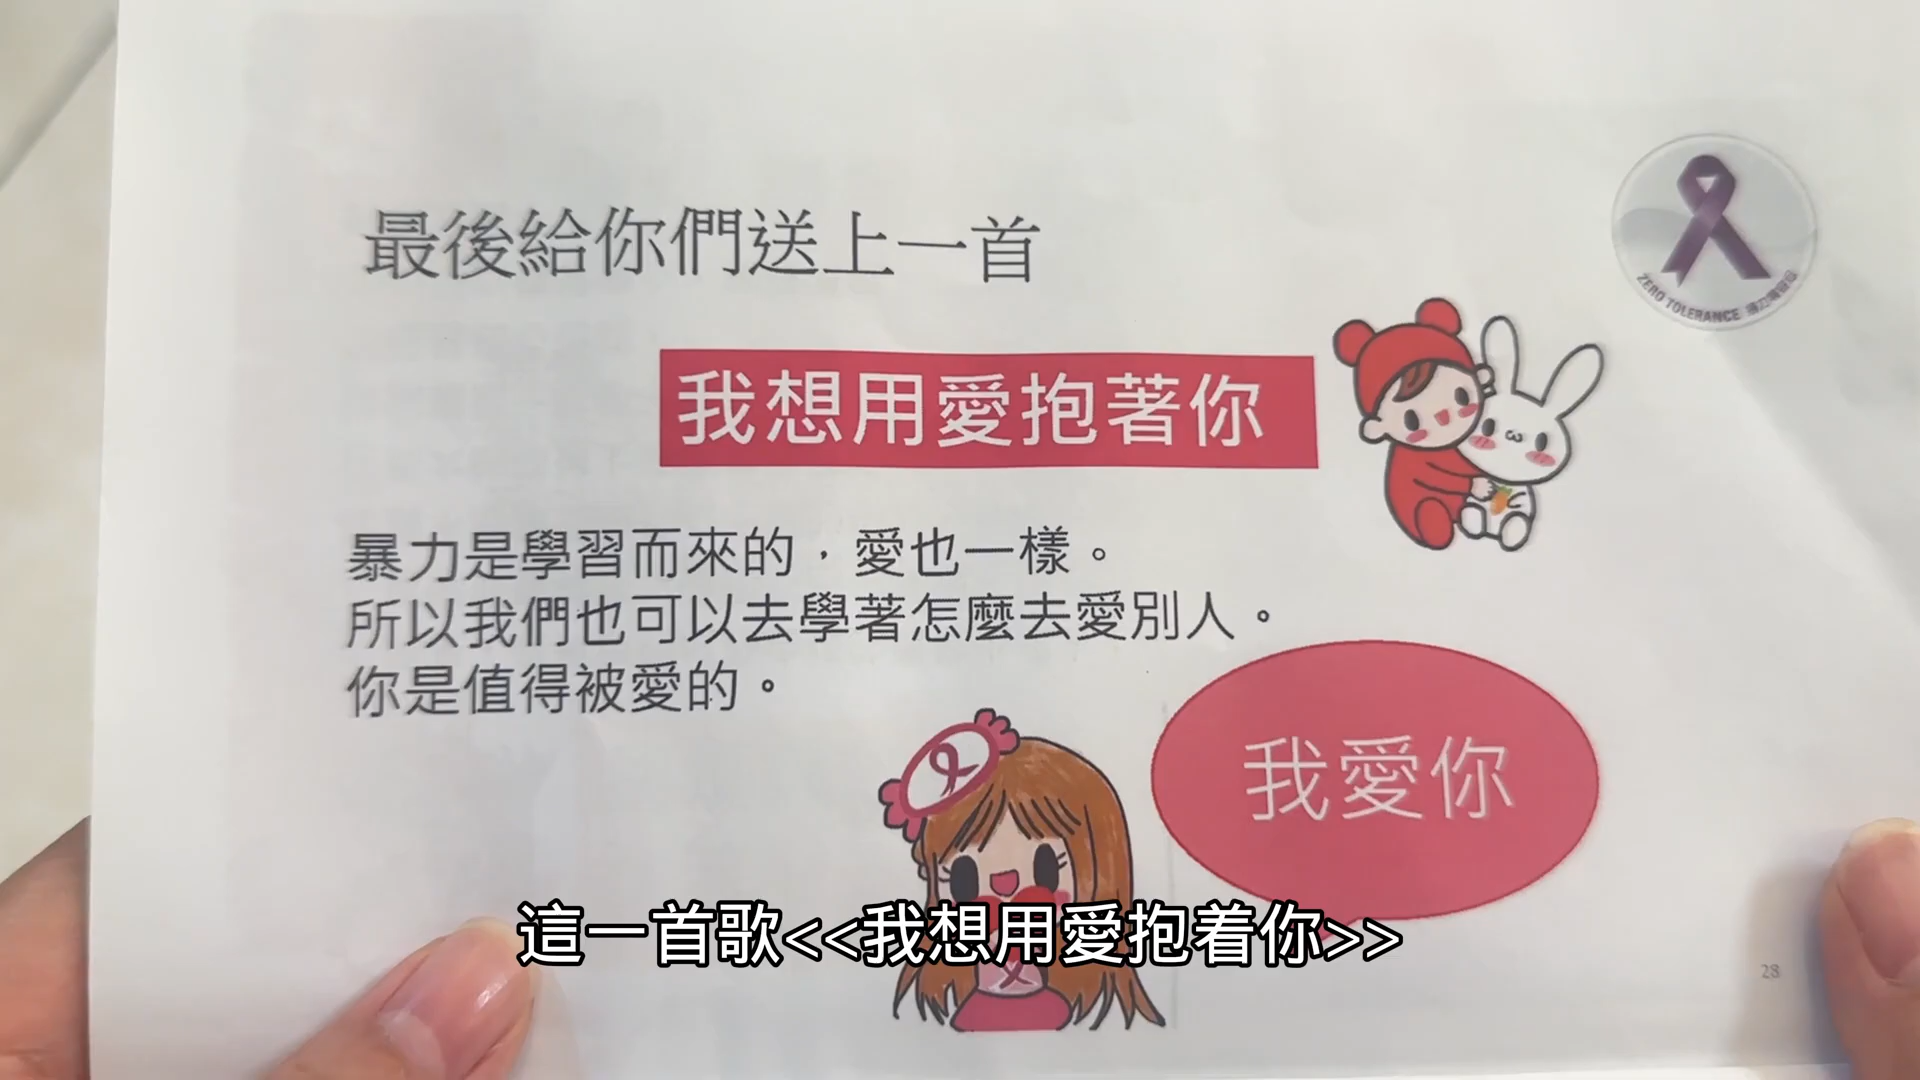 最後給你們送上一首
ZERO TOLERANCE
我想用愛抱著你
暴力是學習而來的，愛也一樣。
所以我們也可以去學著怎麼去愛別人。
你是值得被愛的。
我愛你
這一首歌<<我想用愛抱着你>>
28